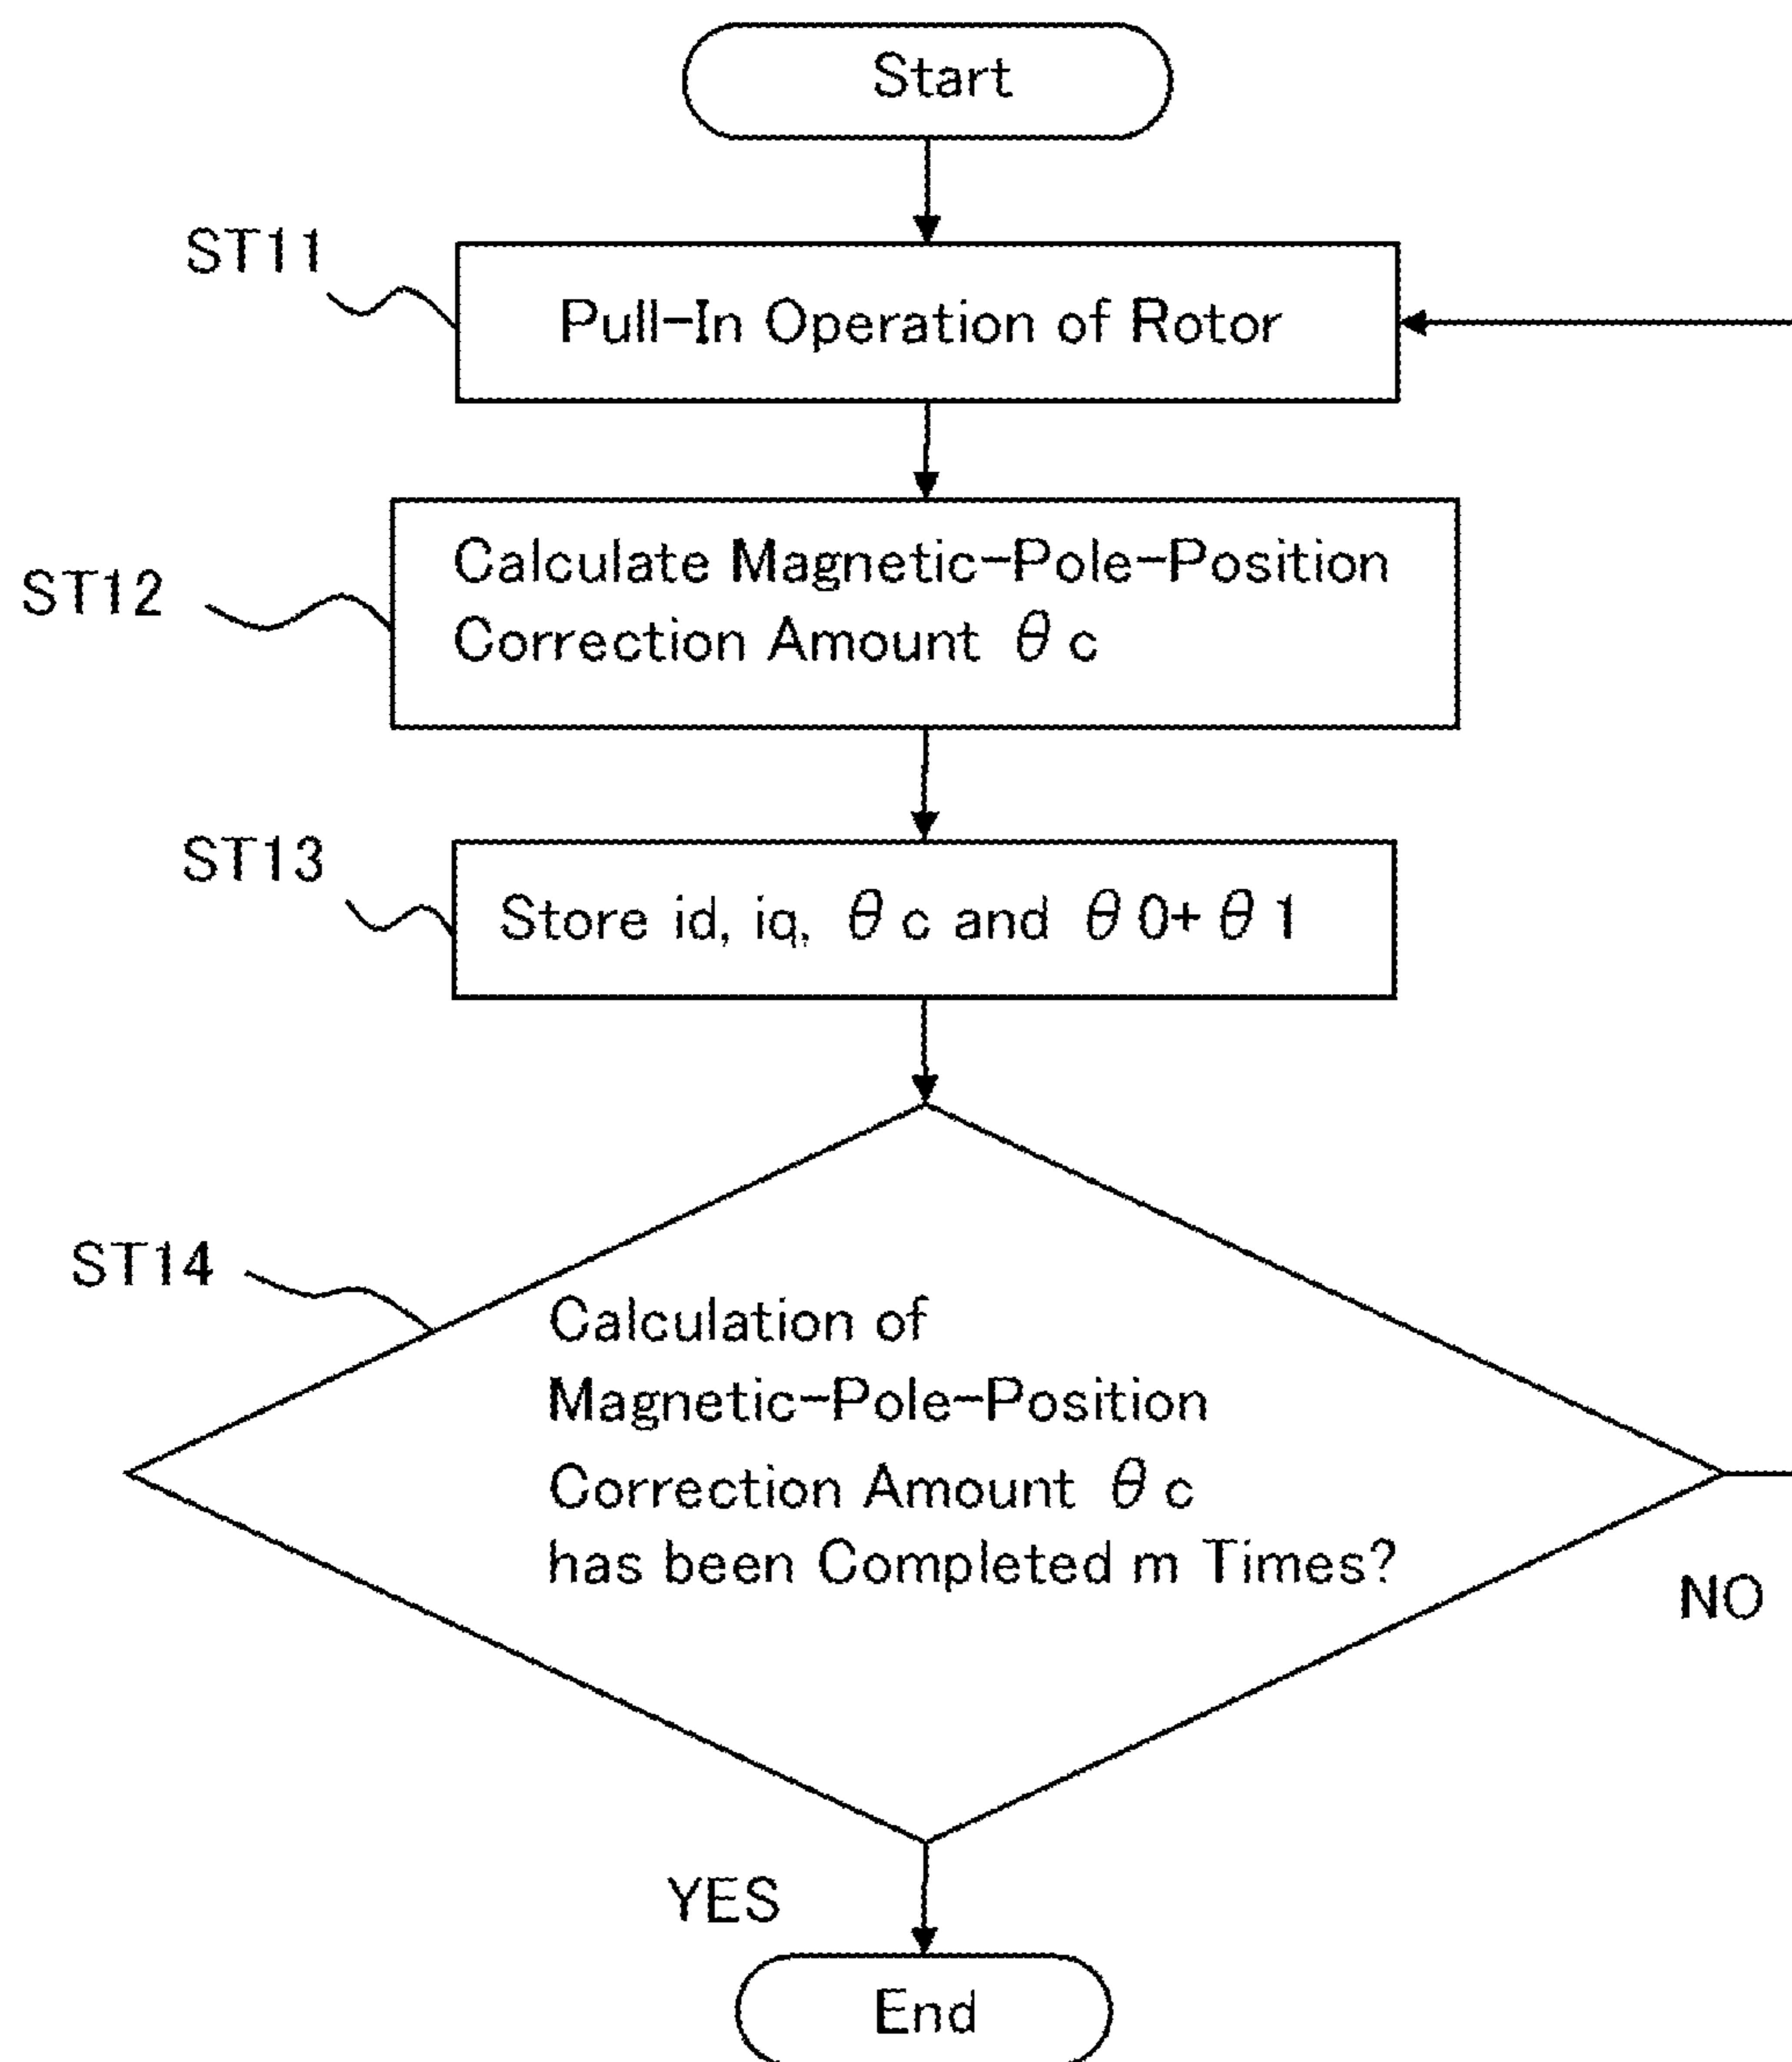 Start
ST11
Pull-In Operation of Rotor
ST12
Calculate Magnetic-Pole-Position
Correction Amount θc
ST13
Store id, iq, θc and θ0+θ1
ST14
Calculation of
Magnetic-Pole-Position
Correction Amount θc
has been Completed m Times?
NO
YES
End